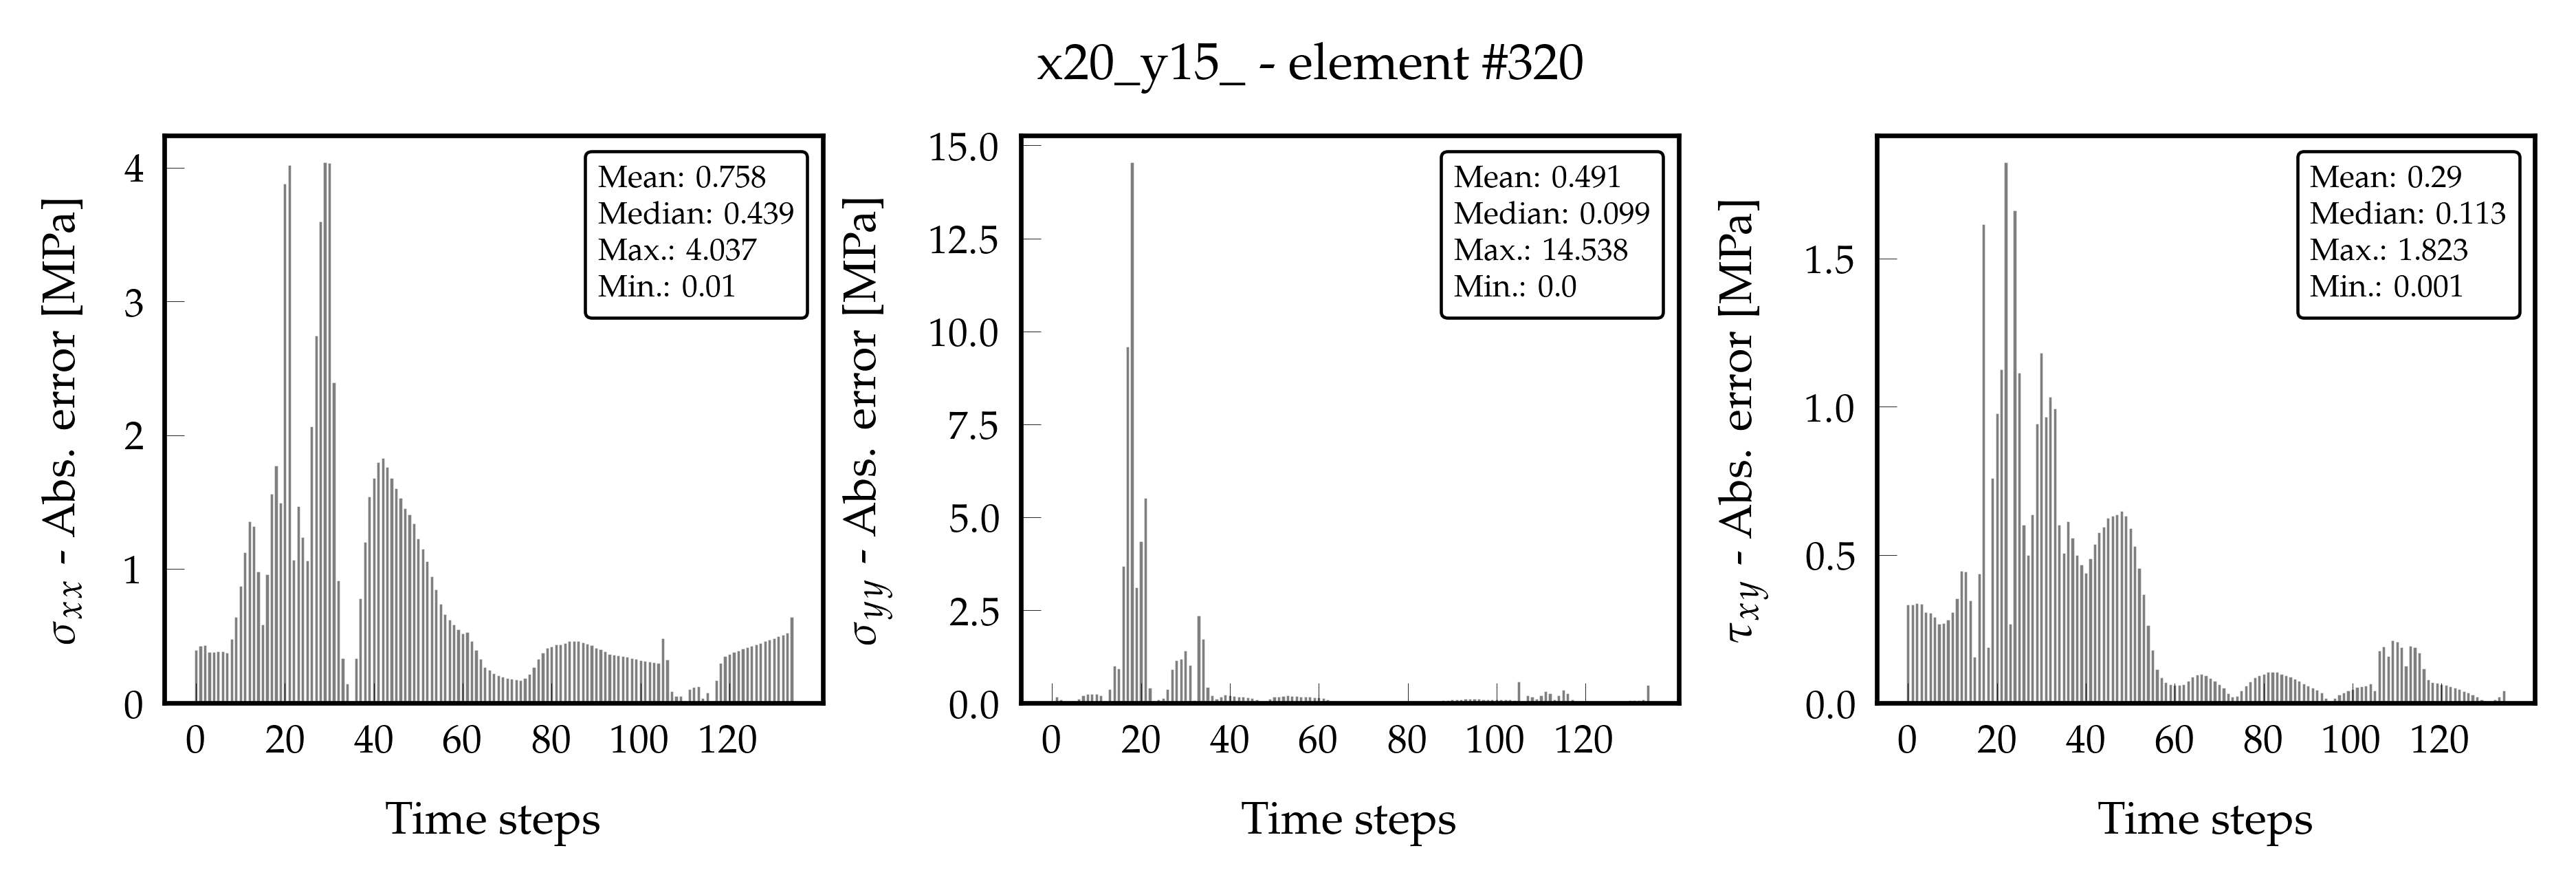 x20_y15_ - element #320
σxx - Abs. error [MPa]
4
3
2
1
0
0 20 40 60 80 100 120
Time steps
Mean: 0.758
Median: 0.439
Max.: 4.037
Min.: 0.01
σyy - Abs. error [MPa]
15.0
12.5
10.0
7.5
5.0
2.5
0.0
0 20 40 60 80 100 120
Time steps
Mean: 0.491
Median: 0.099
Max.: 14.538
Min.: 0.0
τxy - Abs. error [MPa]
1.5
1.0
0.5
0.0
0 20 40 60 80 100 120
Time steps
Mean: 0.29
Median: 0.113
Max.: 1.823
Min.: 0.001